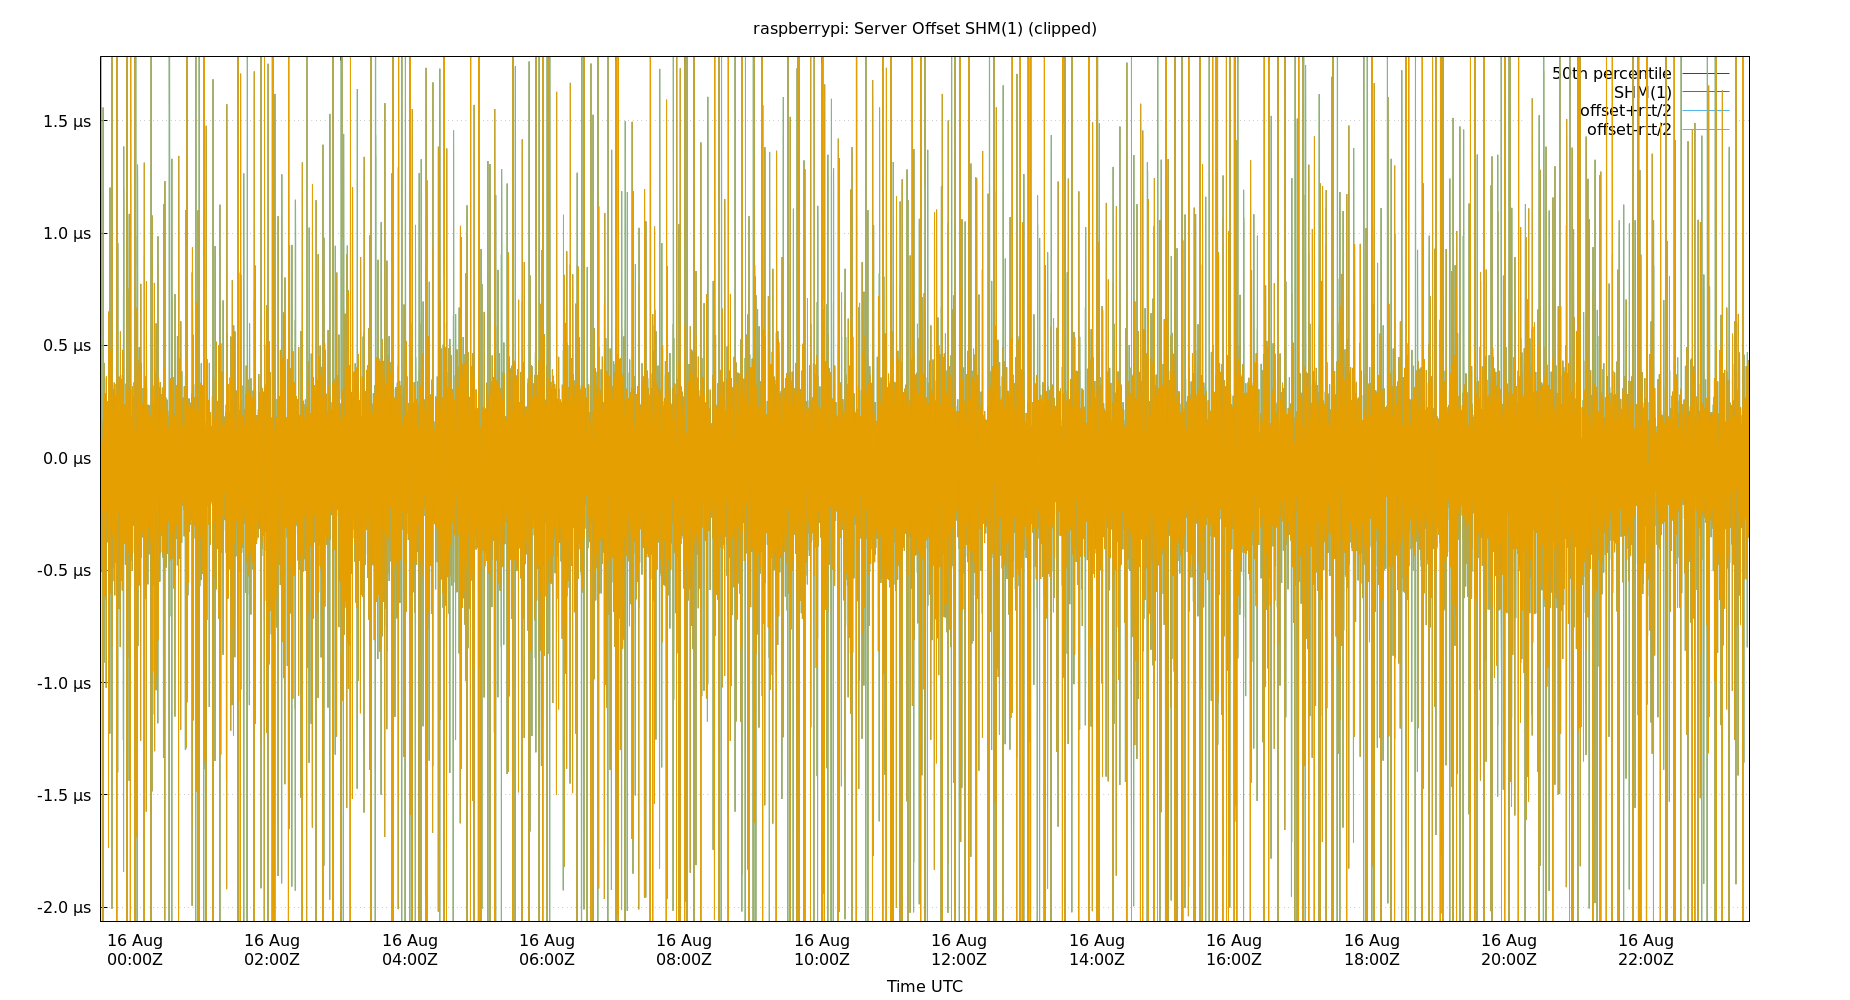 raspberrypi: Server Offset SHM(1) (clipped)
50th percentile
SHM(1)
offset+rtt/2
offset-rtt/2
1.5 µs
1.0 µs
0.5 µs
0.0 µs
-0.5 µs
-1.0 µs
-1.5 µs
-2.0 µs
16 Aug 16 Aug 16 Aug 16 Aug 16 Aug 16 Aug 16 Aug 16 Aug 16 Aug 16 Aug 16 Aug 16 Aug
00:00Z 02:00Z 04:00Z 06:00Z 08:00Z 10:00Z 12:00Z 14:00Z 16:00Z 18:00Z 20:00Z 22:00Z
Time UTC